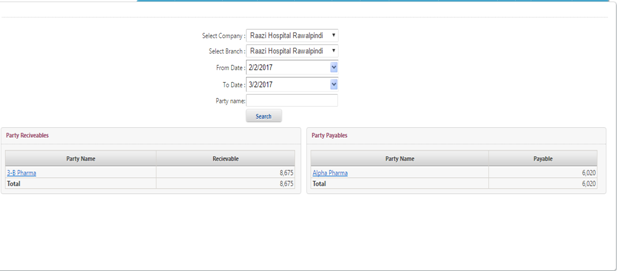 Select Company : Raazi Hospital Rawalpindi
Select Branch : Raazi Hospital Rawalpindi
From Date : 2/2/2017
To Date : 3/2/2017
Party name:
Search
Party Reciveables
Party Name Recievable
3-B Pharma 8,675
Total 8,675
Party Payables
Party Name Payable
Alpha Pharma 6,020
Total 6,020